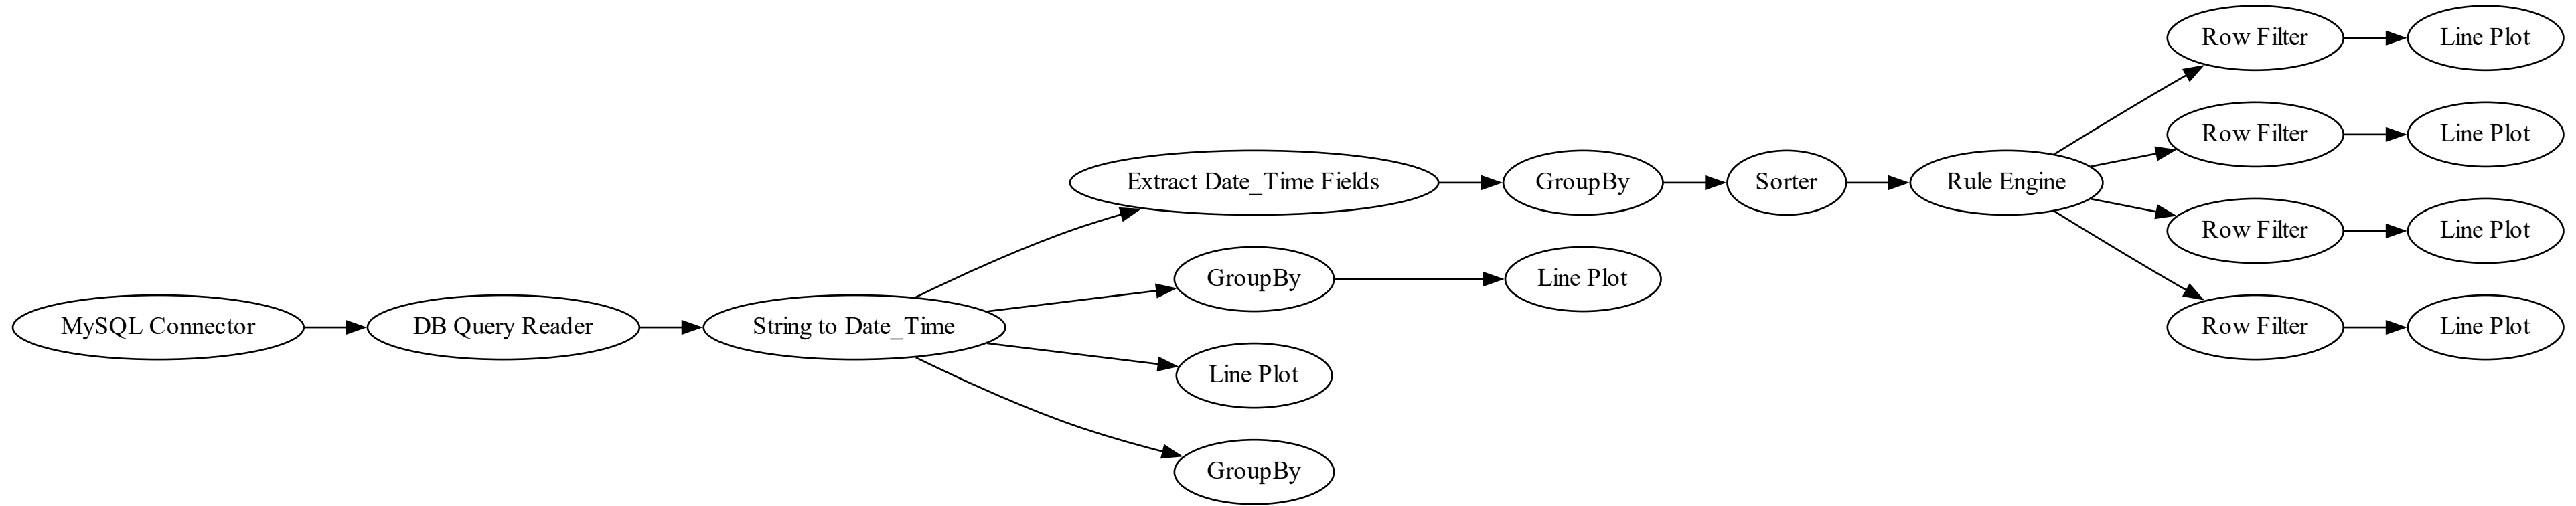 MySQL Connector
DB Query Reader
String to Date_Time
Extract Date_Time Fields
GroupBy
Sorter
Rule Engine
Row Filter
Line Plot
Row Filter
Line Plot
Row Filter
Line Plot
Row Filter
Line Plot
GroupBy
Line Plot
Line Plot
GroupBy